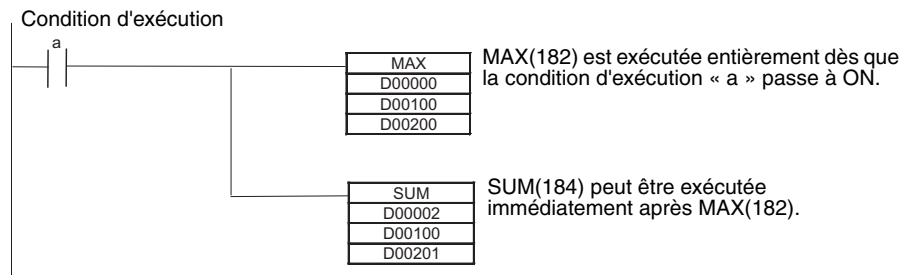 Condition d'exécution
a
MAX
D00000
D00100
D00200
MAX(182) est exécutée entièrement dès que
la condition d'exécution « a » passe à ON.
SUM
D00002
D00100
D00201
SUM(184) peut être exécutée
immédiatement après MAX(182).